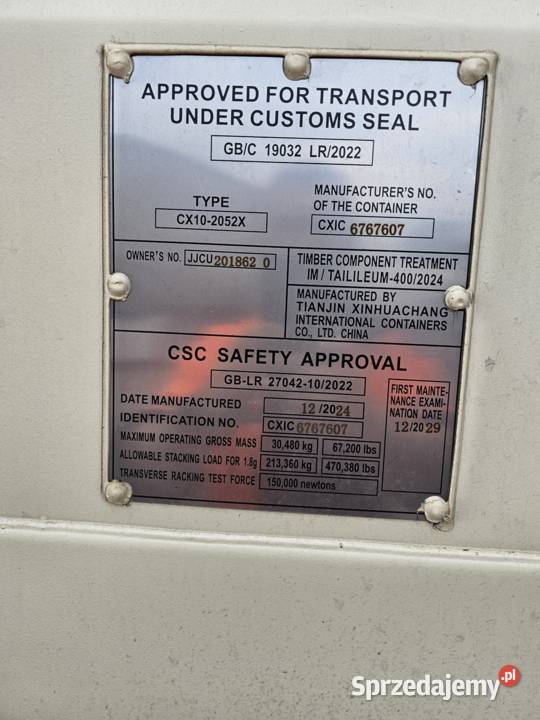 APPROVED FOR TRANSPORT
UNDER CUSTOMS SEAL
GB/C 19032 LR/2022
TYPE
CX10-2052X
MANUFACTURER'S NO.
OF THE CONTAINER
CXIC 6767607
OWNER'S NO. JJCU 201862 0
TIMBER COMPONENT TREATMENT
IM / TAILILEUM-400/2024
MANUFACTURED BY
TIANJIN XINHUACHANG
INTERNATIONAL CONTAINERS
CO., LTD. CHINA
CSC SAFETY APPROVAL
GB-LR 27042-10/2022
DATE MANUFACTURED 12/2024
IDENTIFICATION NO. CXIC 6767607
MAXIMUM OPERATING GROSS MASS 30,480 kg 67,200 lbs
ALLOWABLE STACKING LOAD FOR 1.8g 213,360 kg 470,380 lbs
TRANSVERSE RACKING TEST FORCE 150,000 newtons
FIRST MAINTE-
NANCE EXAMI-
NATION DATE
12/2029
Sprzedajemy.pl